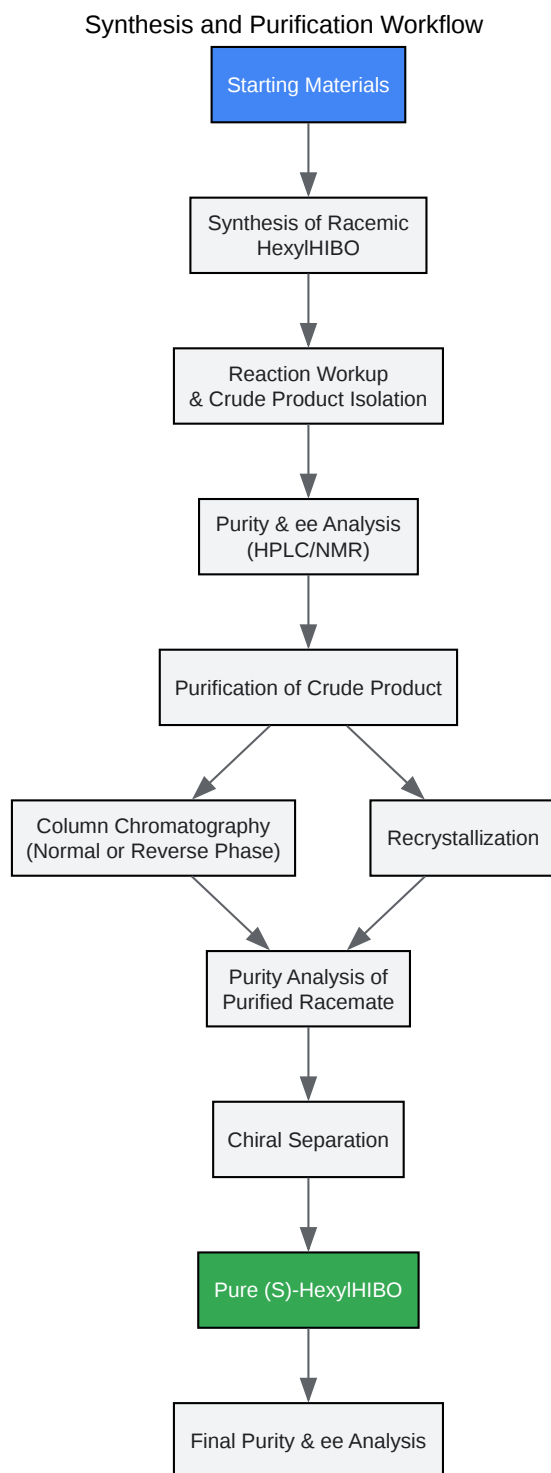 Synthesis and Purification Workflow
Starting Materials
Synthesis of Racemic
HexylHIBO
Reaction Workup
& Crude Product Isolation
Purity & ee Analysis
(HPLC/NMR)
Purification of Crude Product
Column Chromatography
(Normal or Reverse Phase)
Recrystallization
Purity Analysis of
Purified Racemate
Chiral Separation
Pure (S)-HexylHIBO
Final Purity & ee Analysis